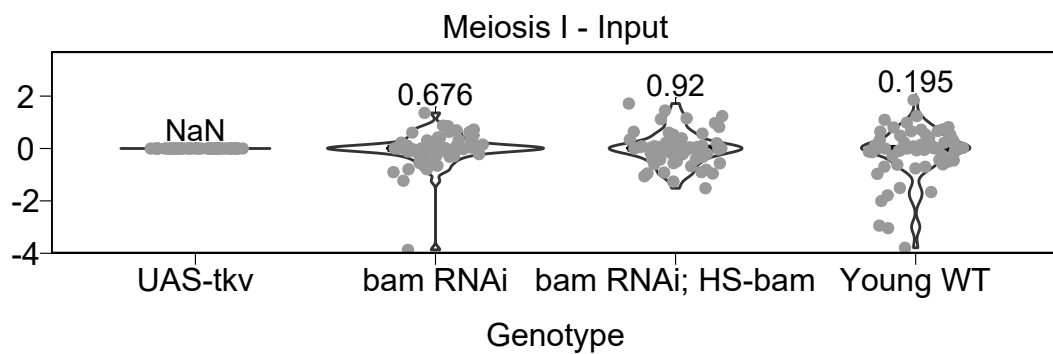 Meiosis I - Input
2
0
-2
-4
NaN
0.676
0.92
0.195
UAS-tkv
bam RNAi
bam RNAi; HS-bam
Young WT
Genotype